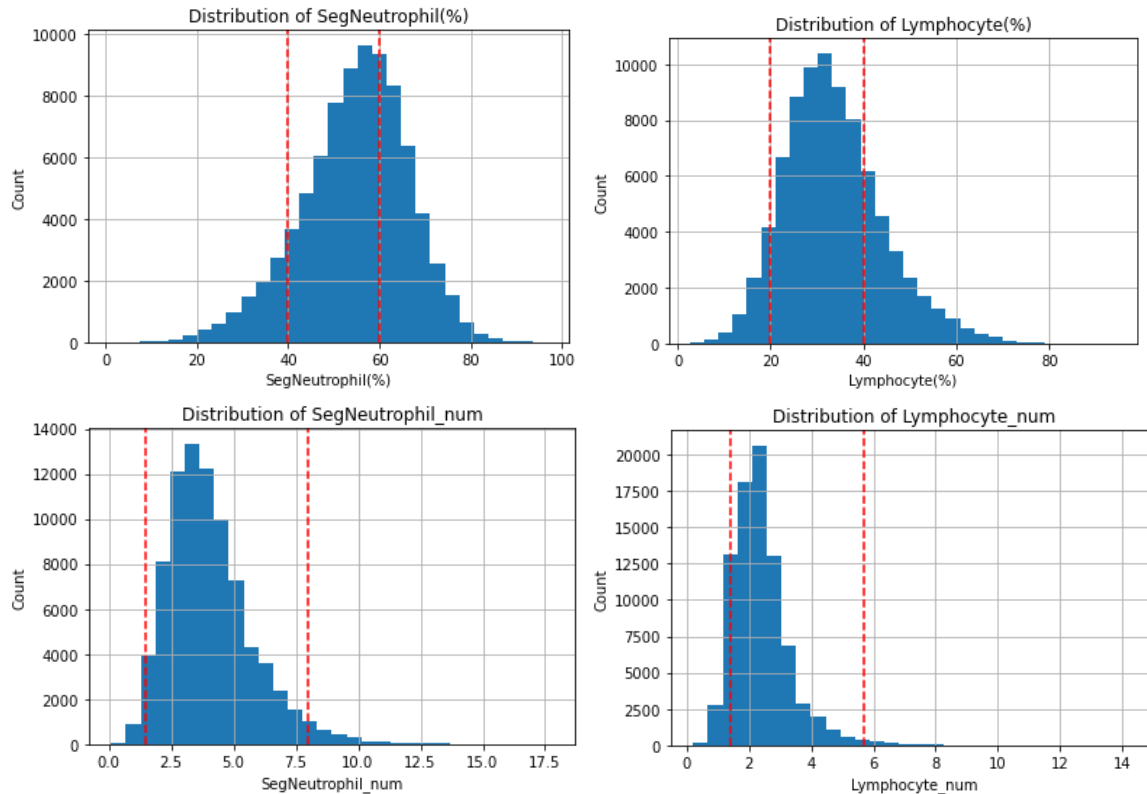 Distribution of SegNeutrophil(%)
10000
8000
6000
4000
2000
0
Count
0 20 40 60 80 100
SegNeutrophil(%)
Distribution of Lymphocyte(%)
10000
8000
6000
4000
2000
0
Count
0 20 40 60 80
Lymphocyte(%)
Distribution of SegNeutrophil_num
14000
12000
10000
8000
6000
4000
2000
0
Count
0.0 2.5 5.0 7.5 10.0 12.5 15.0 17.5
SegNeutrophil_num
Distribution of Lymphocyte_num
20000
17500
15000
12500
10000
7500
5000
2500
0
Count
0 2 4 6 8 10 12 14
Lymphocyte_num